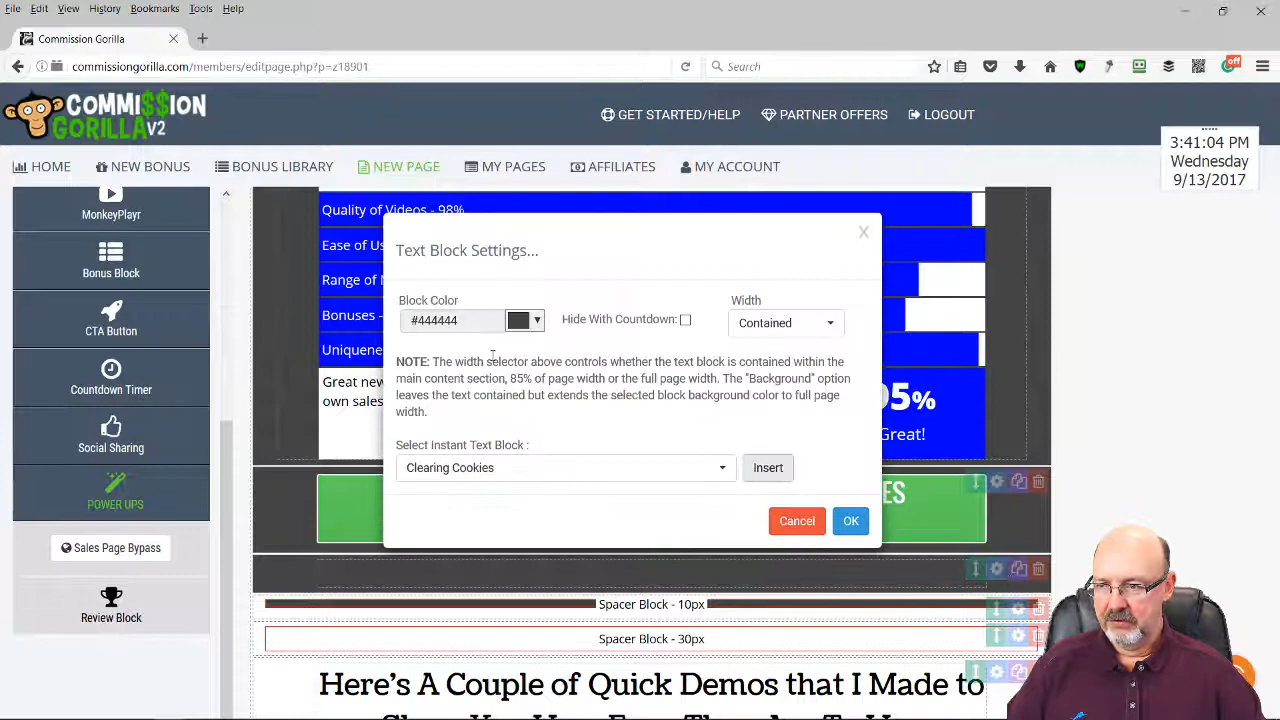 File Edit View History Bookmarks Tools Help
Commission Gorilla
commissiongorilla.com/members/editpage.php?p=z18901
Search
off
COMMI$$ION
GORILLAV2
GET STARTED/HELP PARTNER OFFERS LOGOUT
3:41:04 PM
Wednesday
9/13/2017
HOME NEW BONUS BONUS LIBRARY NEW PAGE MY PAGES AFFILIATES MY ACCOUNT
MonkeyPlayr
Bonus Block
CTA Button
Countdown Timer
Social Sharing
POWER UPS
Sales Page Bypass
Review Block
Quality of Videos - 98%
Ease of Us
Range of
Bonuses -
Uniquene
Great new
own sales
95%
Great!
ES
Text Block Settings...
X
Block Color
#444444
Hide With Countdown:
Width
Contained
NOTE: The width selector above controls whether the text block is contained within the
main content section, 85% of page width or the full page width. The "Background" option
leaves the text contained but extends the selected block background color to full page
width.
Select Instant Text Block :
Clearing Cookies
Insert
Cancel OK
Spacer Block - 10px
Spacer Block - 30px
Here's A Couple of Quick Demos that I Made to